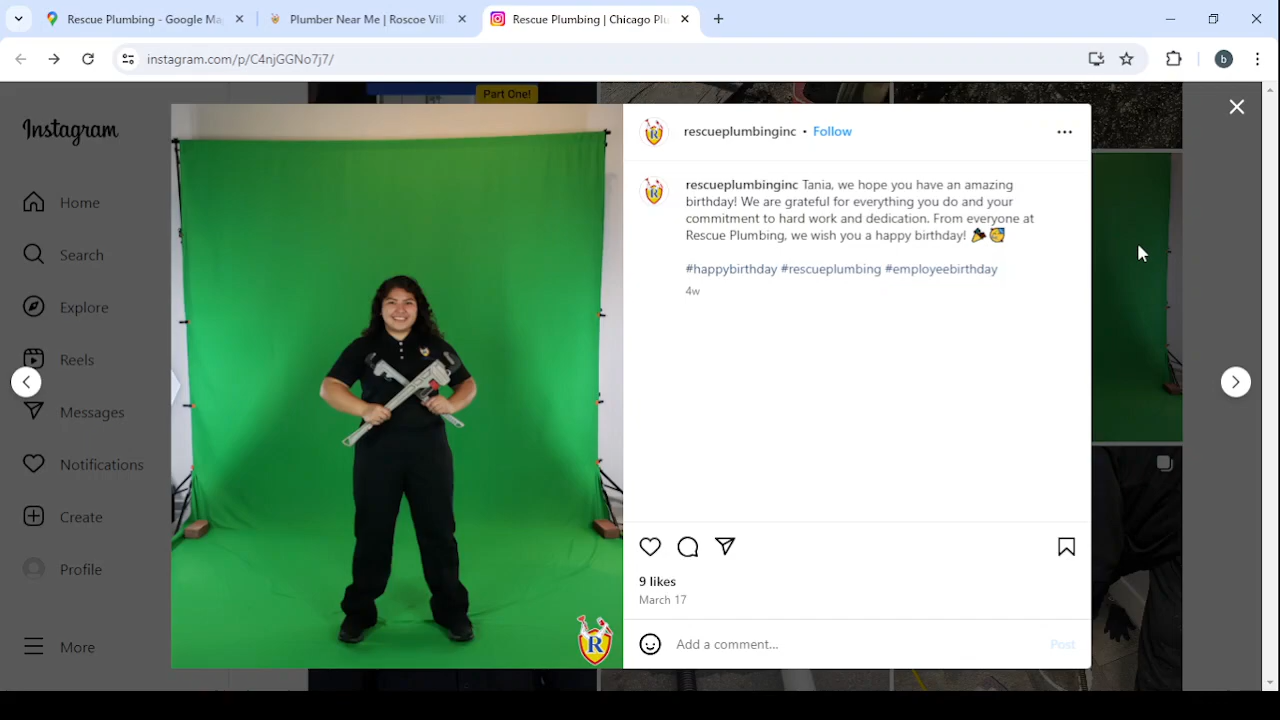 Rescue Plumbing - Google Ma
Plumber Near Me | Roscoe Vill
Rescue Plumbing | Chicago Plu
instagram.com/p/C4njGGNo7j7/
b
Part One!
Instagram
Home
Search
Explore
Reels
Messages
Notifications
Create
Profile
More
R
R
rescueplumbinginc • Follow
R
rescueplumbinginc Tania, we hope you have an amazing
birthday! We are grateful for everything you do and your
commitment to hard work and dedication. From everyone at
Rescue Plumbing, we wish you a happy birthday!
#happybirthday #rescueplumbing #employeebirthday
4w
9 likes
March 17
Add a comment...
Post